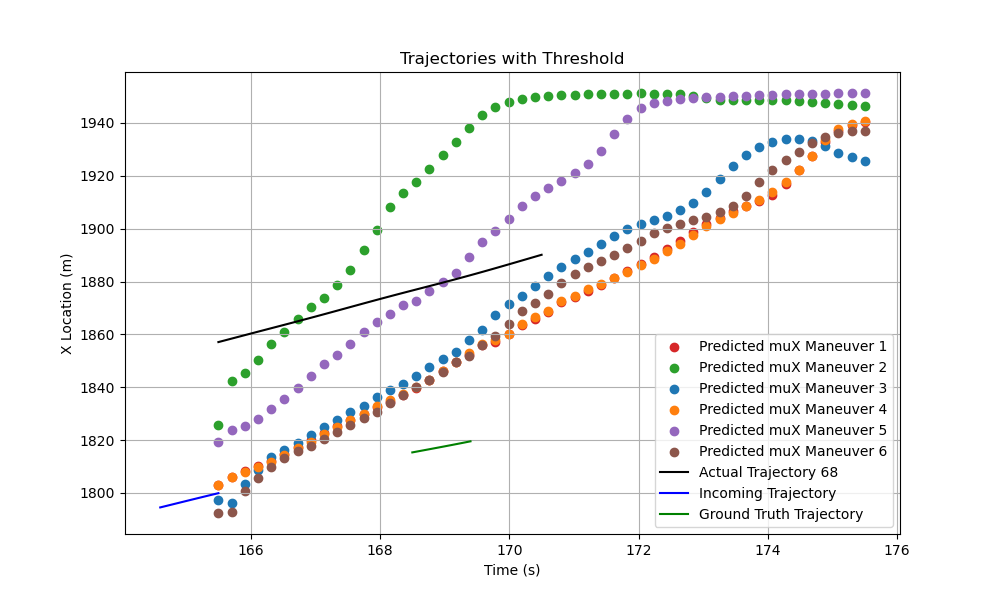 Trajectories with Threshold
X Location (m)
1940
1920
1900
1880
1860
1840
1820
1800
166
168
170
172
174
176
Time (s)
Predicted muX Maneuver 1
Predicted muX Maneuver 2
Predicted muX Maneuver 3
Predicted muX Maneuver 4
Predicted muX Maneuver 5
Predicted muX Maneuver 6
Actual Trajectory 68
Incoming Trajectory
Ground Truth Trajectory